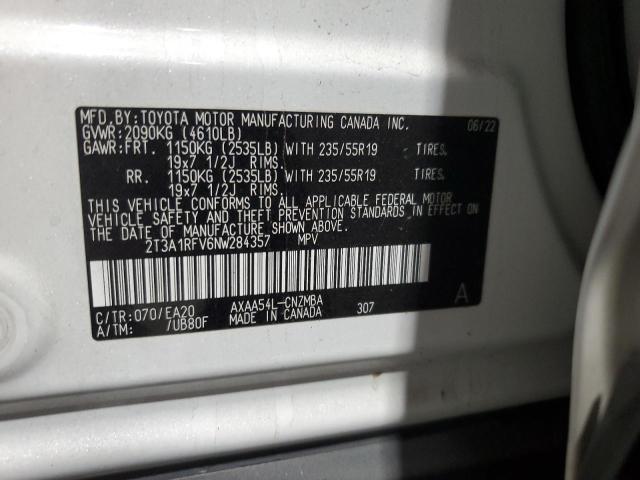 MFD.BY:TOYOTA MOTOR MANUFACTURING CANADA INC. 06/22
GVWR:2090KG (4610LB)
GAWR:FRT. 1150KG (2535LB) WITH 235/55R19 TIRES.
19x7 1/2J RIMS.
RR. 1150KG (2535LB) WITH 235/55R19 TIRES.
19x7 1/2J RIMS.
THIS VEHICLE CONFORMS TO ALL APPLICABLE FEDERAL MOTOR
VEHICLE SAFETY AND THEFT PREVENTION STANDARDS IN EFFECT ON
THE DATE OF MANUFACTURE SHOWN ABOVE.
2T3A1RFV6NW284357 MPV
C/TR:070/EA20 AXAA54L-CNZMBA 307 A
A/TM: /UB80F MADE IN CANADA